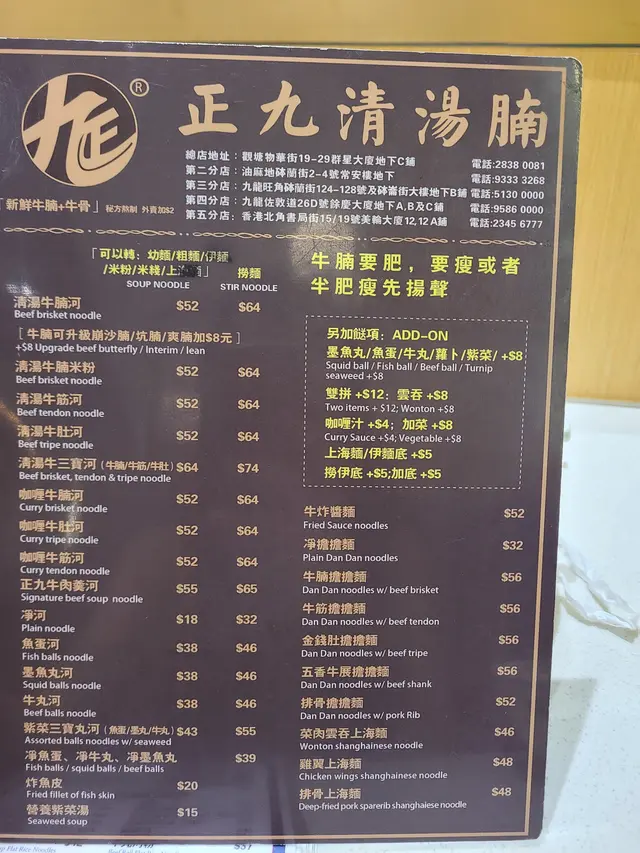 九正 ®
正九清湯腩
總店地址：觀塘物華街19-29群星大廈地下C鋪 電話:2838 0081
第二分店：油麻地砵蘭街2-4號常安樓地下 電話:9333 3268
第三分店：九龍旺角砵蘭街124-128號及砵崙街大樓地下B鋪 電話:5130 0000
第四分店：九龍佐敦道26D號餘慶大廈地下A,B及C鋪 電話:9586 0000
第五分店：香港北角書局街15/19號美輪大廈12,12A鋪 電話:2345 6777
「新鮮牛腩+牛骨」秘方熬制 外賣加$2
「可以轉：幼麵/粗麵/伊麵
/米粉/米綫/上海麵」 撈麵
SOUP NOODLE STIR NOODLE
清湯牛腩河 $52 $64
Beef brisket noodle
[ 牛腩可升級崩沙腩/坑腩/爽腩加$8元 ]
+$8 Upgrade beef butterfly / Interim / lean
清湯牛腩米粉 $52 $64
Beef brisket noodle
清湯牛筋河 $52 $64
Beef tendon noodle
清湯牛肚河 $52 $64
Beef tripe noodle
清湯牛三寶河 (牛腩/牛筋/牛肚) $64 $74
Beef brisket, tendon & tripe noodle
咖喱牛腩河 $52 $64
Curry brisket noodle
咖喱牛肚河 $52 $64
Curry tripe noodle
咖喱牛筋河 $52 $64
Curry tendon noodle
正九牛肉羹河 $55 $65
Signature beef soup noodle
凈河 $18 $32
Plain noodle
魚蛋河 $38 $46
Fish balls noodle
墨魚丸河 $38 $46
Squid balls noodle
牛丸河 $38 $46
Beef balls noodle
紫菜三寶丸河 (魚蛋/墨丸/牛丸) $43 $55
Assorted balls noodles w/ seaweed
凈魚蛋、凈牛丸、凈墨魚丸 $39
Fish balls / squid balls / beef balls
炸魚皮 $20
Fried fillet of fish skin
營養紫菜湯 $15
Seaweed soup
牛腩要肥，要瘦或者
半肥瘦先揚聲
另加餸項：ADD-ON
墨魚丸/魚蛋/牛丸/蘿卜/紫菜/ +$8
Squid ball / Fish ball / Beef ball / Turnip
seaweed +$8
雙拼 +$12；雲吞 +$8
Two items + $12; Wonton +$8
咖喱汁 +$4；加菜 +$8
Curry Sauce +$4; Vegetable +$8
上海麵/伊麵底 +$5
撈伊底 +$5;加底 +$5
牛炸醬麵 $52
Fried Sauce noodles
凈擔擔麵 $32
Plain Dan Dan noodles
牛腩擔擔麵 $56
Dan Dan noodles w/ beef brisket
牛筋擔擔麵 $56
Dan Dan noodles w/ beef tendon
金錢肚擔擔麵 $56
Dan Dan noodles w/ beef tripe
五香牛展擔擔麵 $56
Dan Dan noodles w/ beef shank
排骨擔擔麵 $52
Dan Dan noodles w/ pork Rib
菜肉雲吞上海麵 $46
Wonton shanghainese noodle
雞翼上海麵 $48
Chicken wings shanghainese noodle
排骨上海麵 $48
Deep-fried pork sparerib shanghaiese noodle